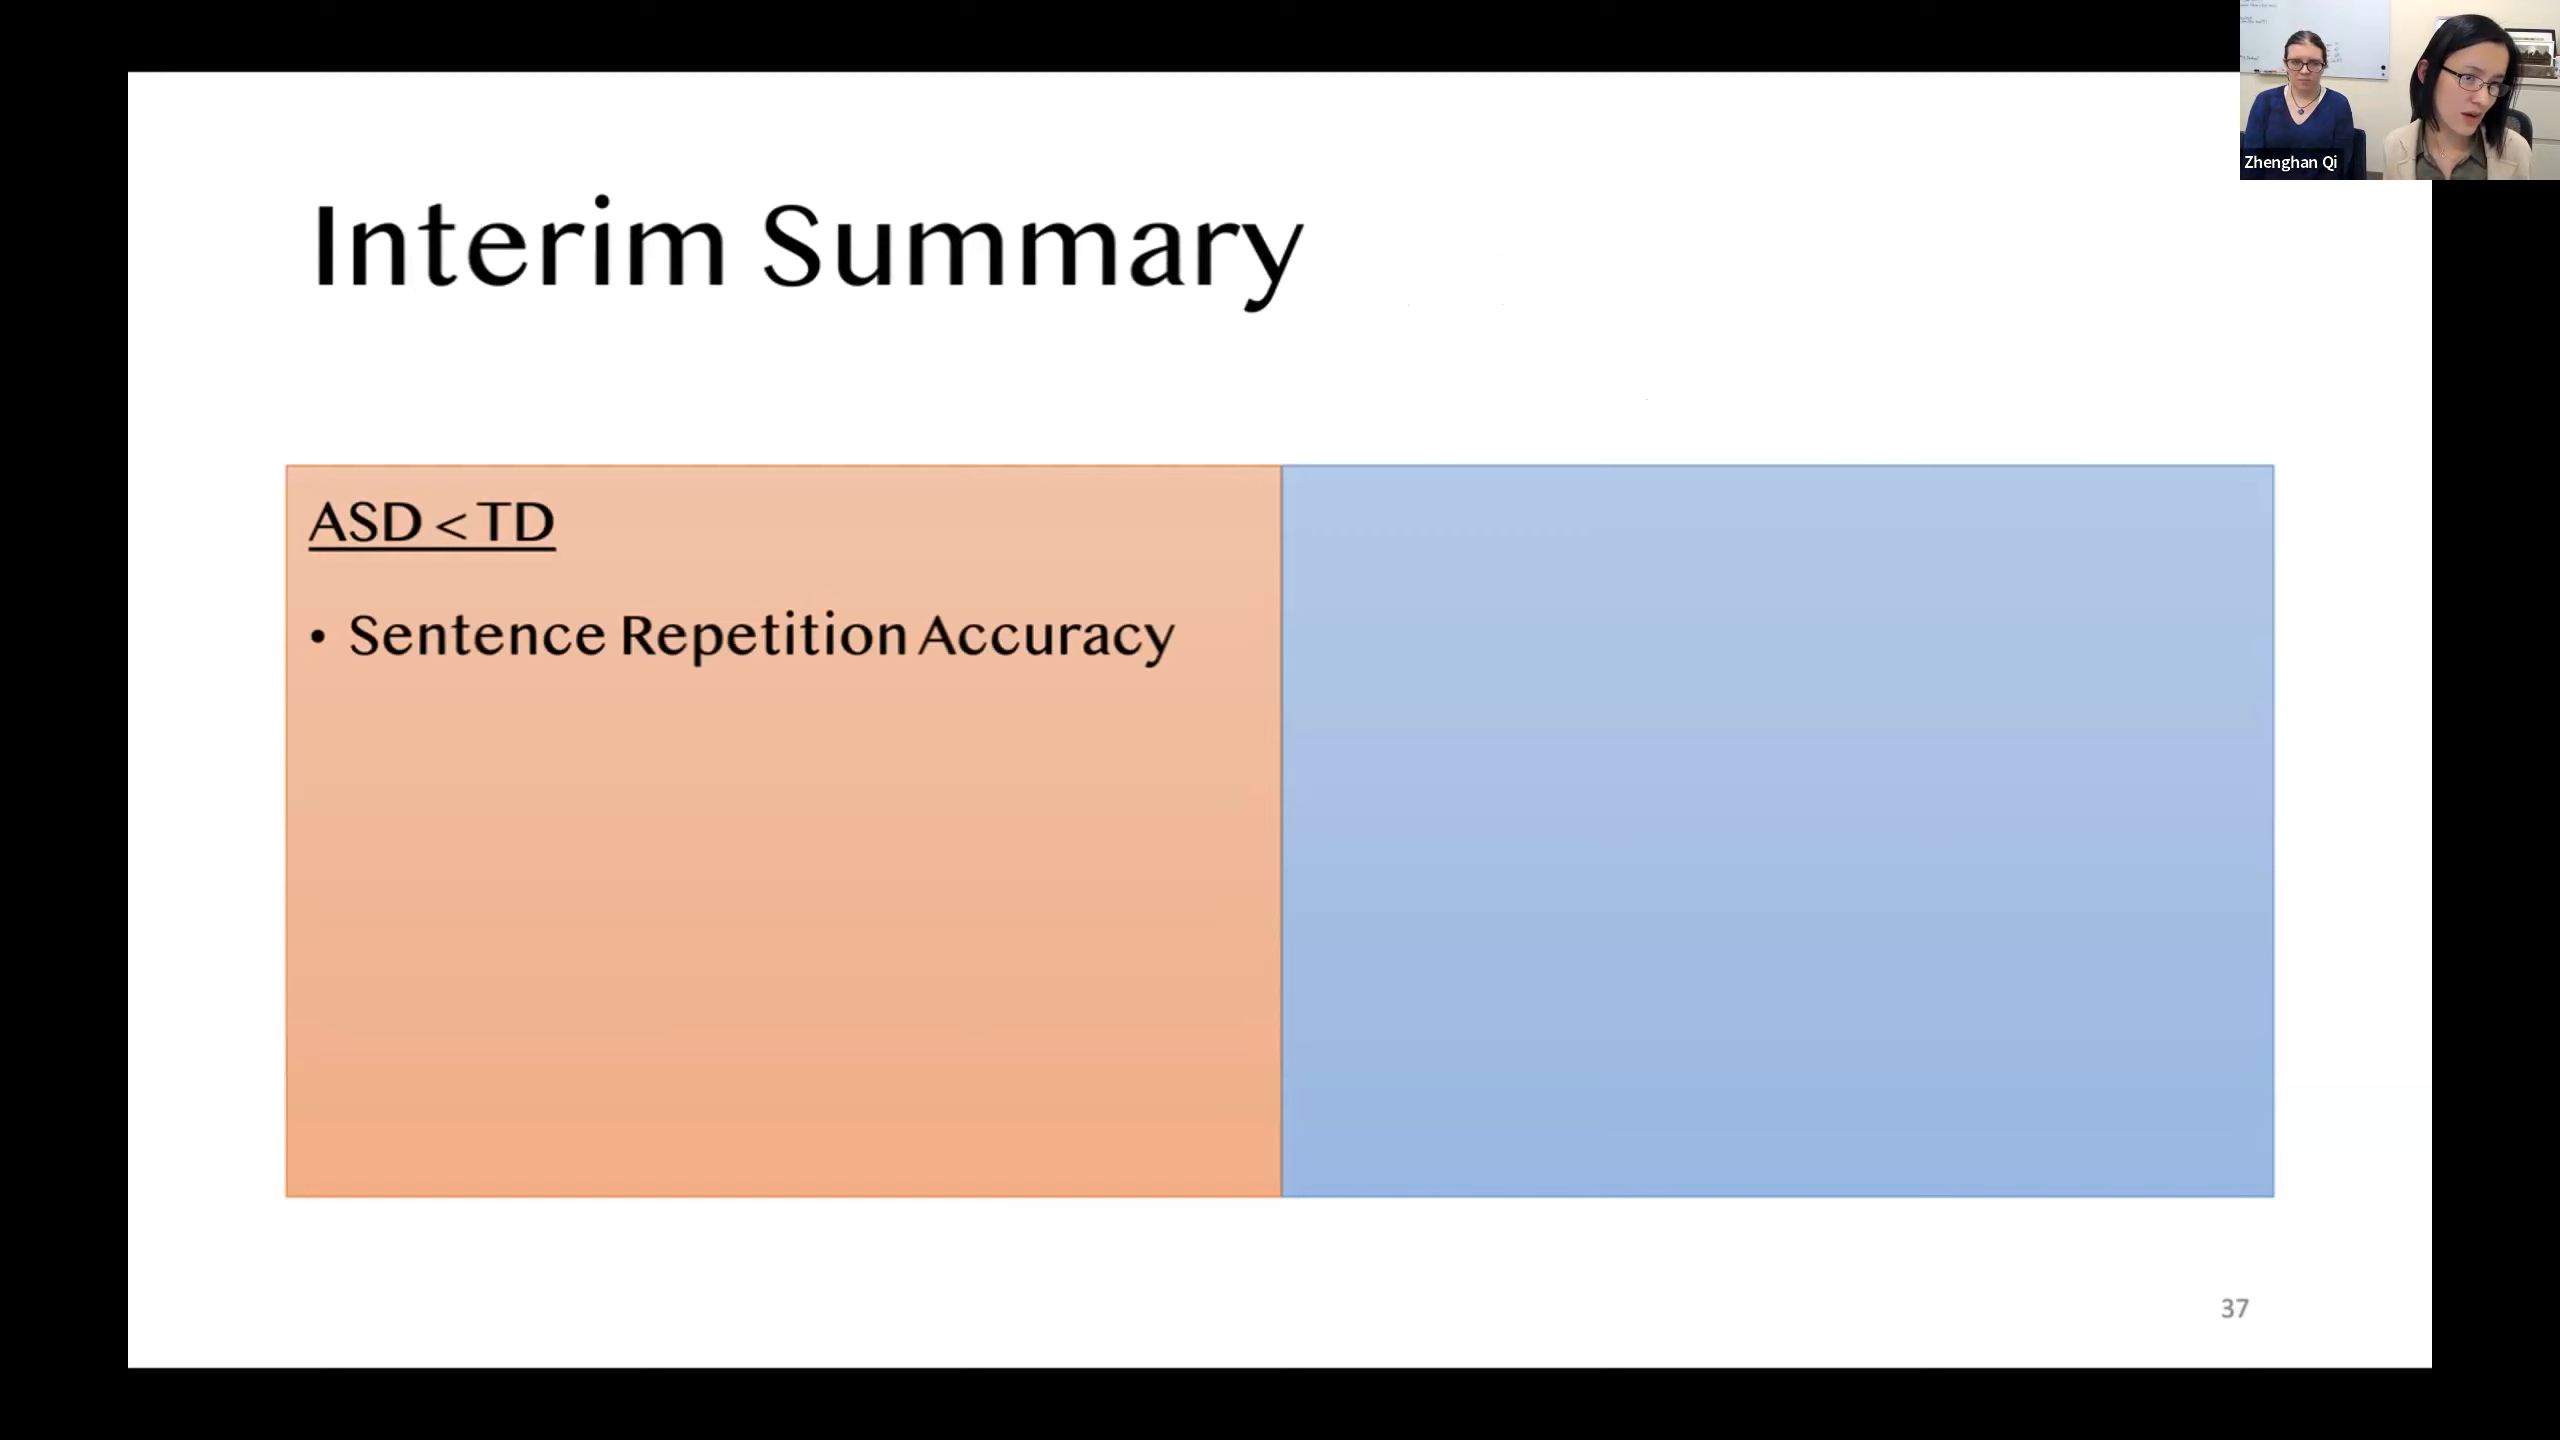 Zhenghan Qi
Interim Summary
ASD < TD
• Sentence Repetition Accuracy
37